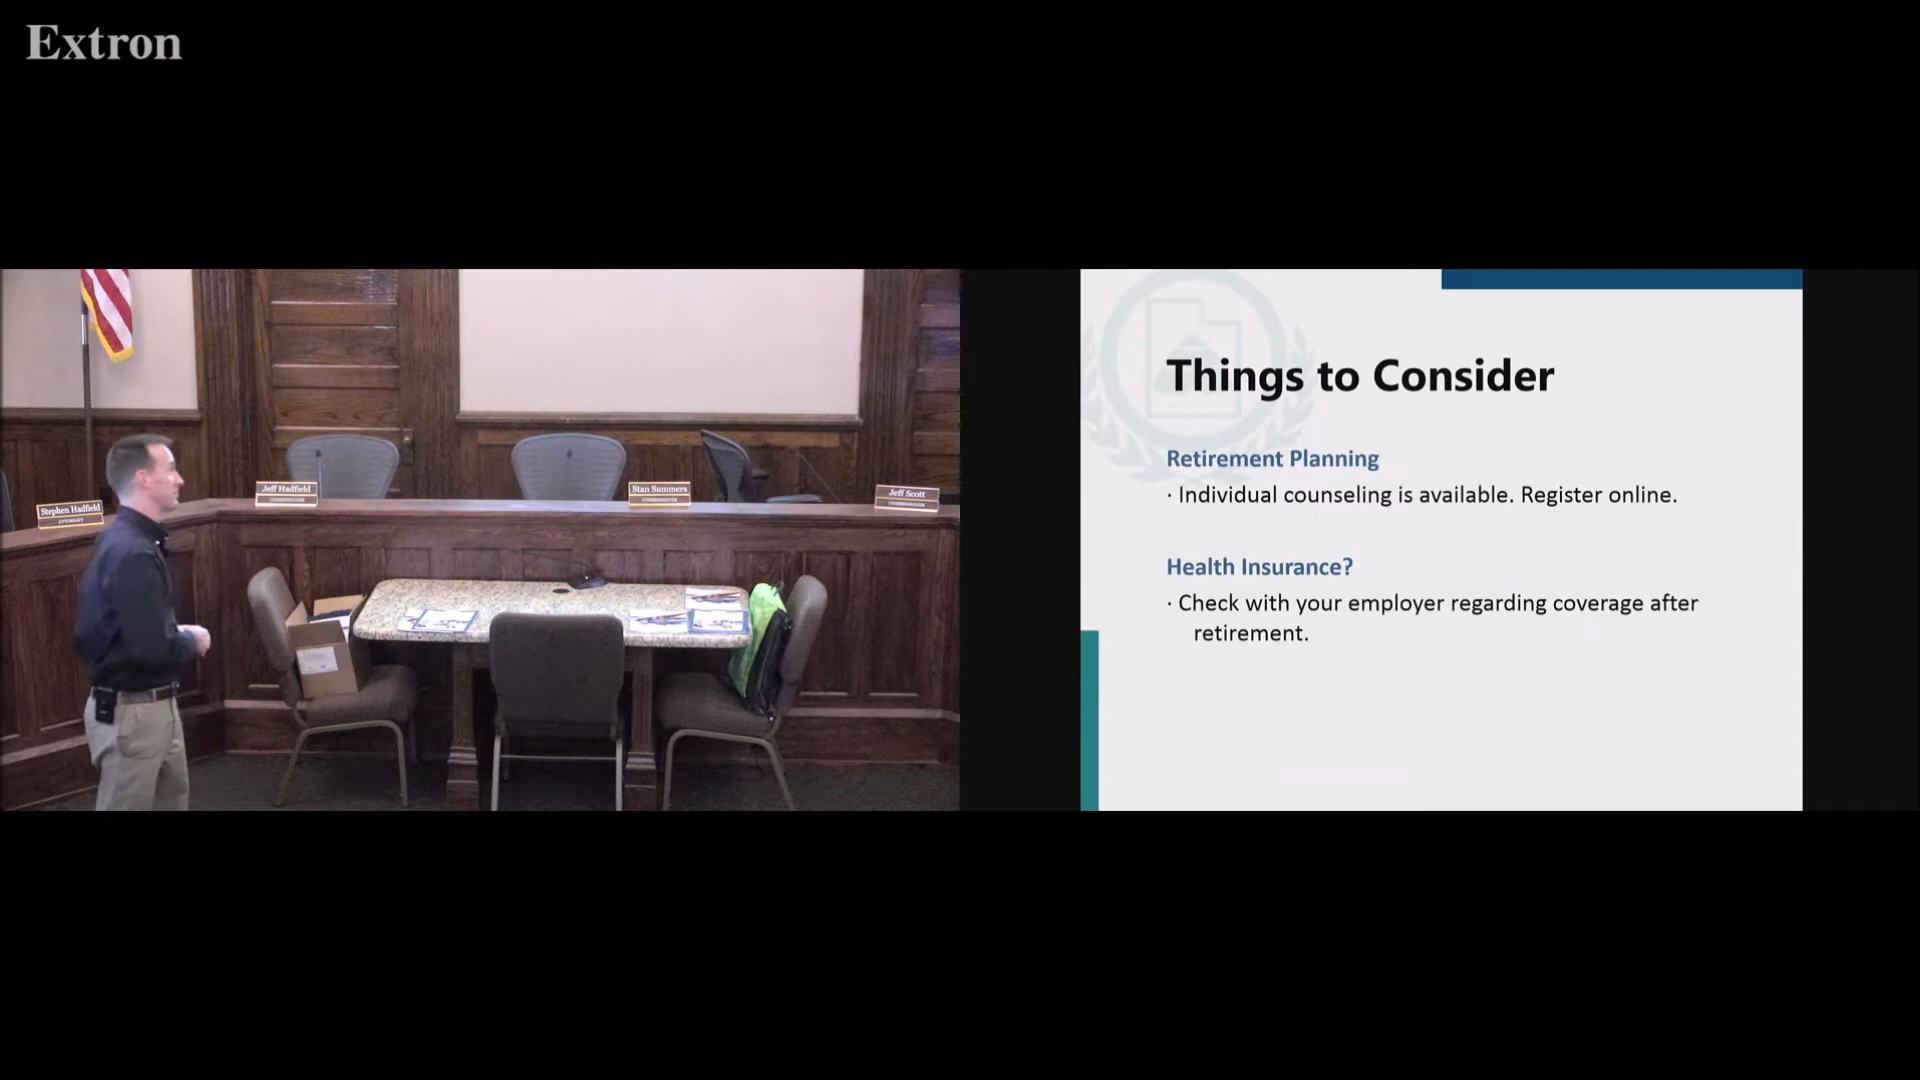 Extron
Stephen Hadfield
ATTORNEY
Jeff Hadfield
COMMISSIONER
Stan Summers
COMMISSIONER
Jeff Scott
COMMISSIONER
Things to Consider
Retirement Planning
· Individual counseling is available. Register online.
Health Insurance?
· Check with your employer regarding coverage after
retirement.